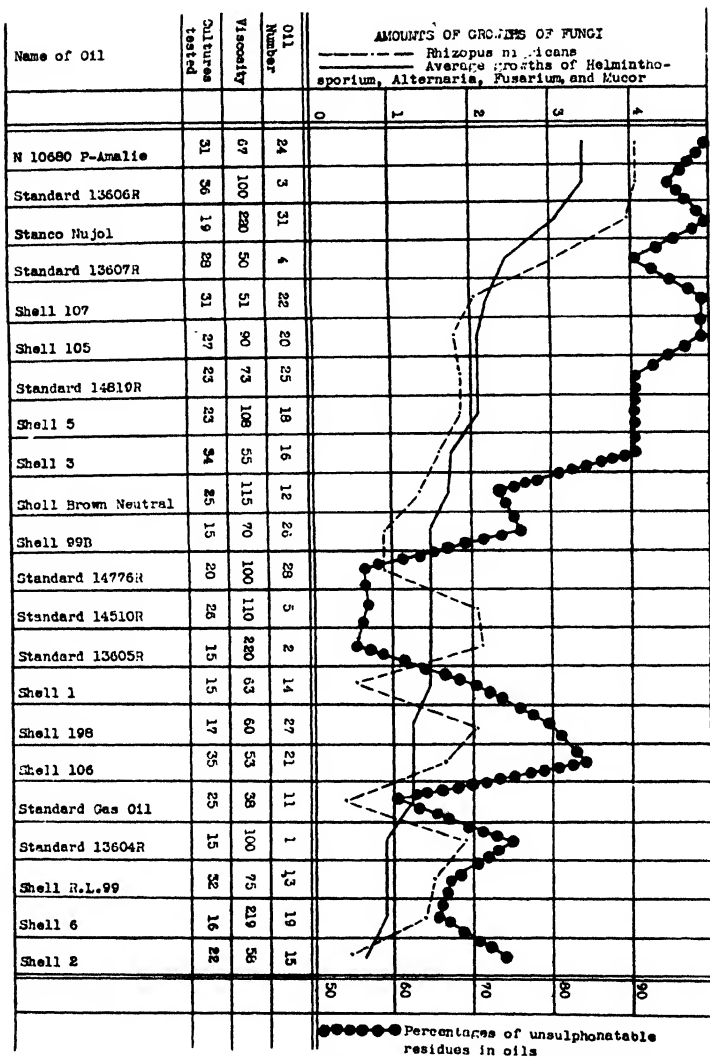 AMOUNTS OF GROWTHS OF FUNGI
Rhizopus nigricans
Average growths of Helmintho-
sporium, Alternaria, Fusarium, and Mucor
Name of Oil Cultures tested Viscosity Oil Number
0 1 2 3 4
N 10680 P-Amalie 31 67 24
Standard 13606R 36 100 3
Stanco Nujol 19 220 31
Standard 13607R 28 50 4
Shell 107 31 51 22
Shell 105 27 90 20
Standard 14819R 23 73 25
Shell 5 23 108 18
Shell 3 34 55 16
Shell Brown Neutral 25 115 12
Shell 99B 15 70 26
Standard 14776R 20 100 28
Standard 14510R 26 110 5
Standard 13605R 15 220 2
Shell 1 15 63 14
Shell 198 17 60 27
Shell 106 35 53 21
Standard Gas Oil 25 38 11
Standard 13604R 15 100 1
Shell R.L.99 32 75 13
Shell 6 16 219 19
Shell 2 22 58 15
50 60 70 80 90
Percentages of unsulphonatable
residues in oils